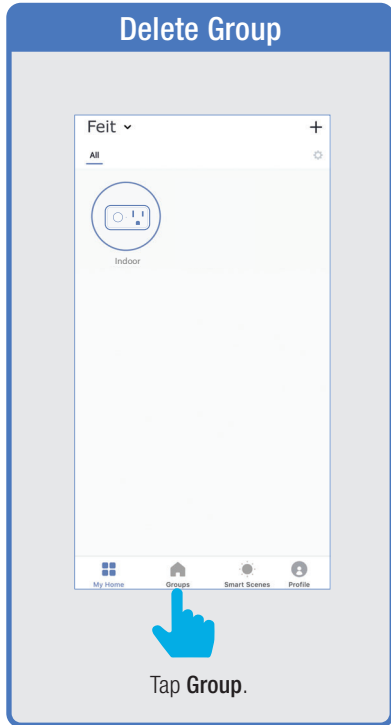 Delete Group
Feit
All
Indoor
My Home Groups Smart Scenes Profile
Tap Group.